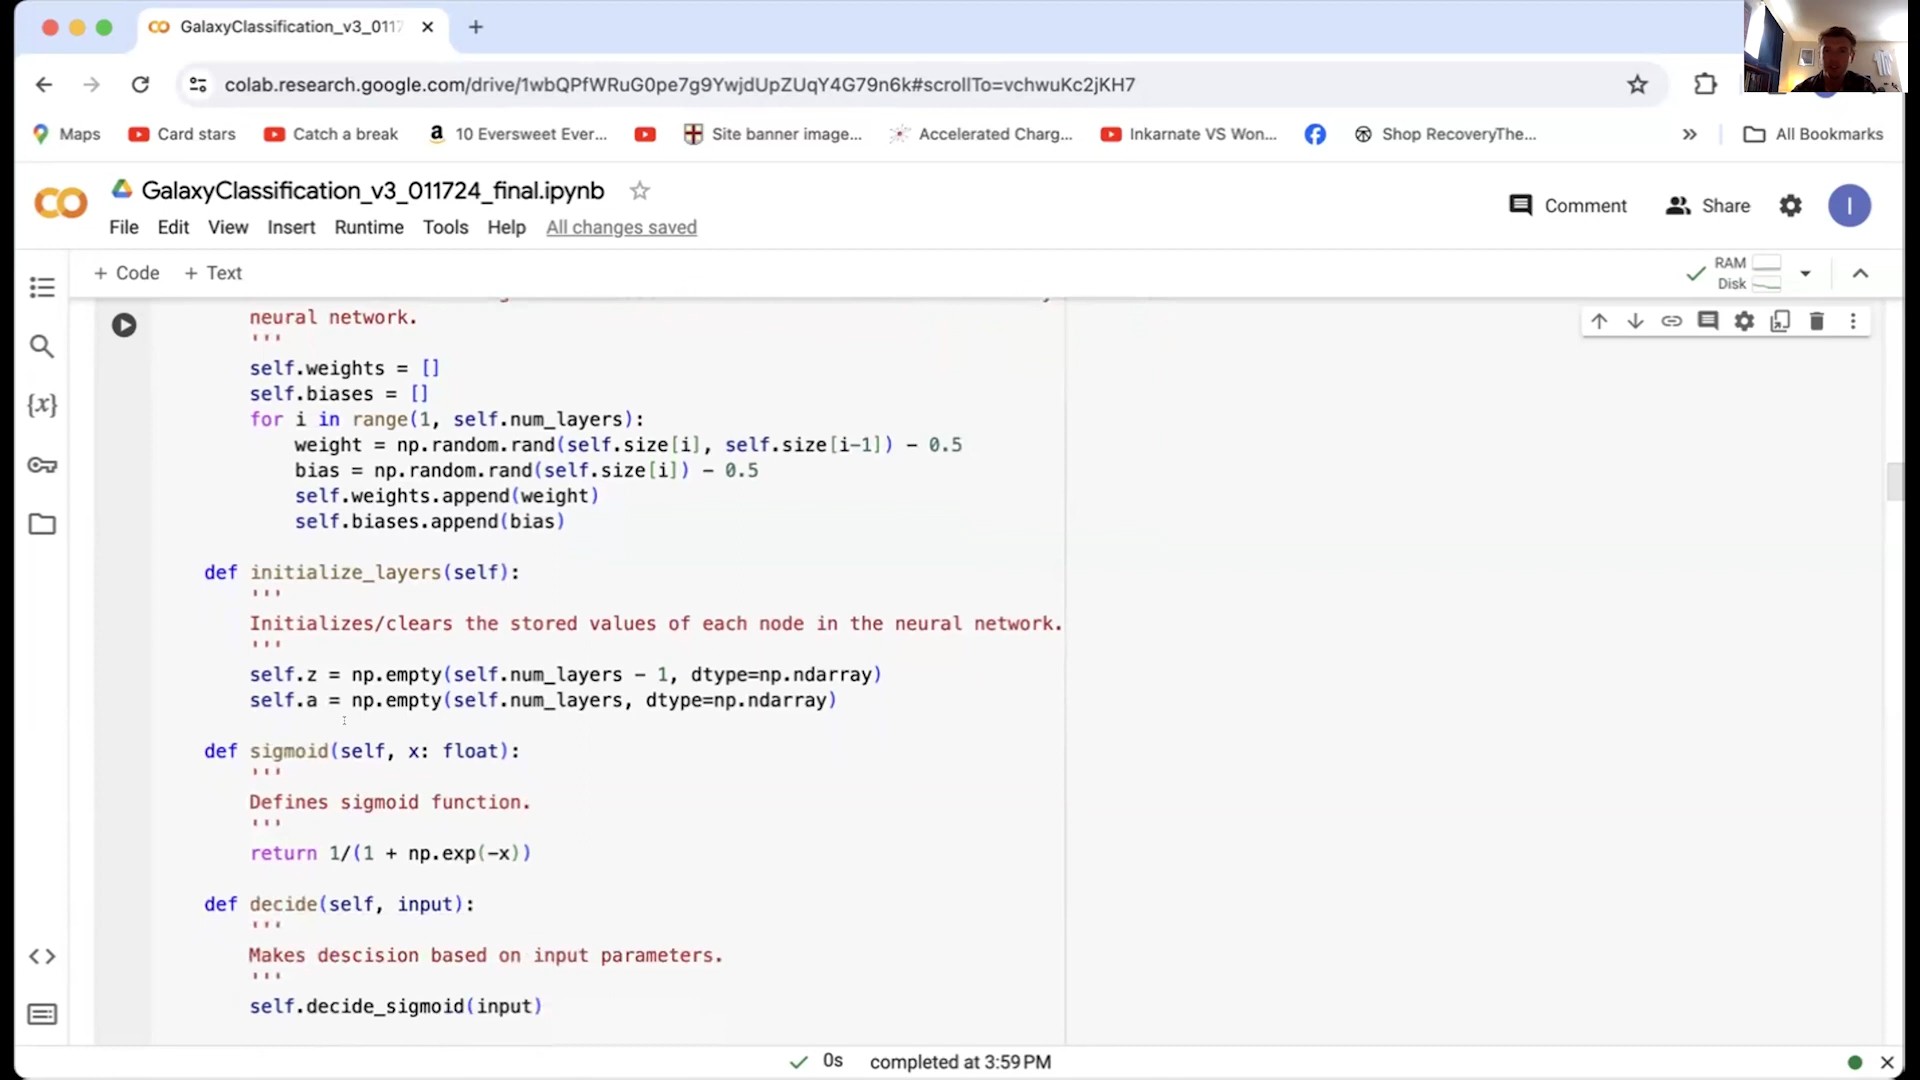 GalaxyClassification_v3_0117
colab.research.google.com/drive/1wbQPfWRuG0pe7g9YwjdUpZUqY4G79n6k#scrollTo=vchwuKc2jKH7
Maps Card stars Catch a break 10 Eversweet Ever... Site banner image... Accelerated Charg... Inkarnate VS Won... Shop RecoveryThe... » All Bookmarks
GalaxyClassification_v3_011724_final.ipynb
Comment Share I
File Edit View Insert Runtime Tools Help All changes saved
+ Code + Text
RAM
Disk
neural network.
'''
self.weights = []
self.biases = []
for i in range(1, self.num_layers):
weight = np.random.rand(self.size[i], self.size[i-1]) - 0.5
bias = np.random.rand(self.size[i]) - 0.5
self.weights.append(weight)
self.biases.append(bias)
def initialize_layers(self):
'''
Initializes/clears the stored values of each node in the neural network.
'''
self.z = np.empty(self.num_layers - 1, dtype=np.ndarray)
self.a = np.empty(self.num_layers, dtype=np.ndarray)
def sigmoid(self, x: float):
'''
Defines sigmoid function.
'''
return 1/(1 + np.exp(-x))
def decide(self, input):
'''
Makes descision based on input parameters.
'''
self.decide_sigmoid(input)
0s completed at 3:59 PM